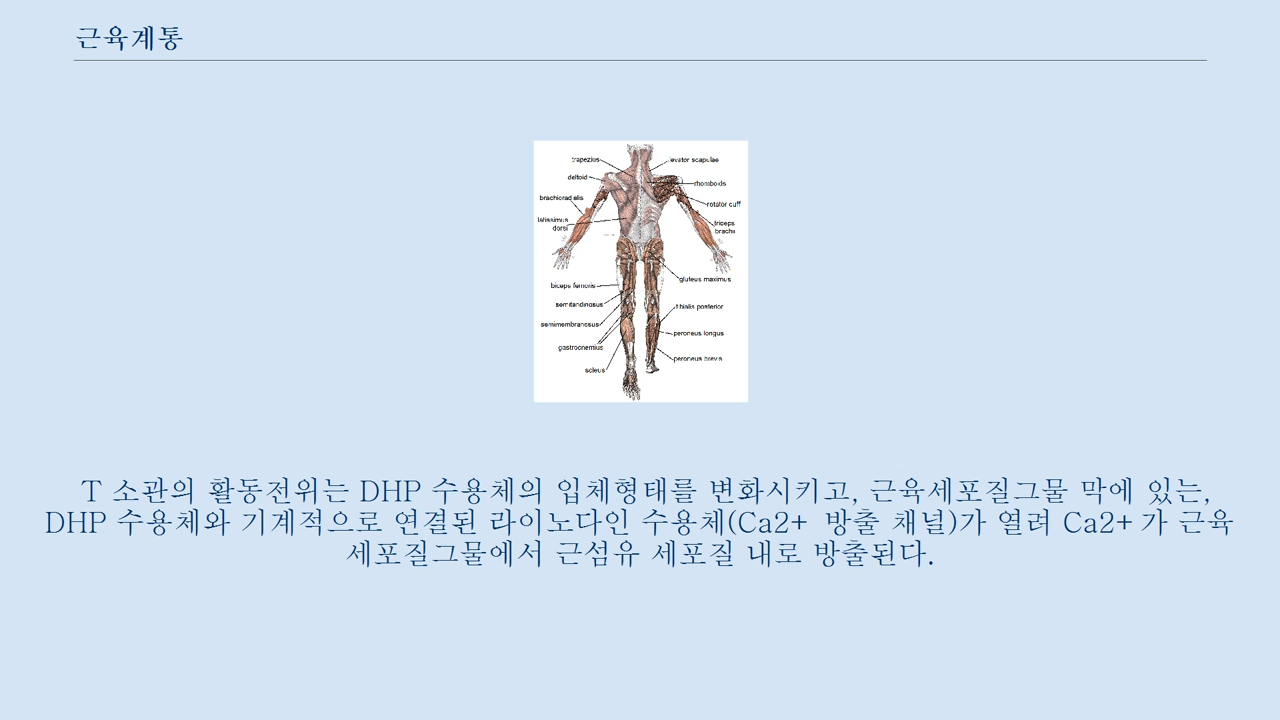 근육계통
trapezius
levator scapulae
deltoid
rhomboids
brachioradialis
rotator cuff
latissimus
dorsi
triceps
brachii
gluteus maximus
biceps femoris
semitendinosus
tibialis posterior
semimembranosus
peroneus longus
gastrocnemius
peroneus brevis
soleus
T 소관의 활동전위는 DHP 수용체의 입체형태를 변화시키고, 근육세포질그물 막에 있는,
DHP 수용체와 기계적으로 연결된 라이노다인 수용체(Ca2+ 방출 채널)가 열려 Ca2+ 가 근육
세포질그물에서 근섬유 세포질 내로 방출된다.